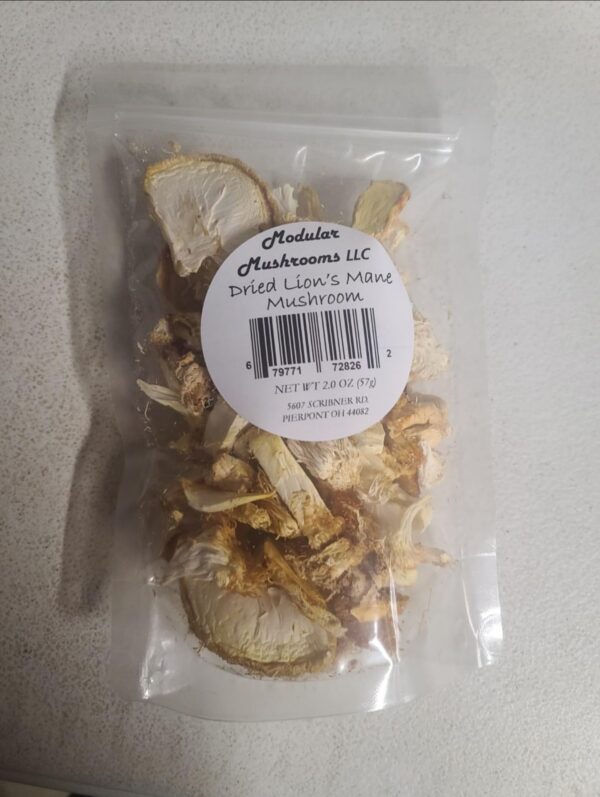 Modular
Mushrooms LLC
Dried Lion's Mane
Mushroom
6 79771 72826 2
NET WT 2.0 OZ (57g)
5607 SCRIBNER RD.
PIERPONT OH 44082